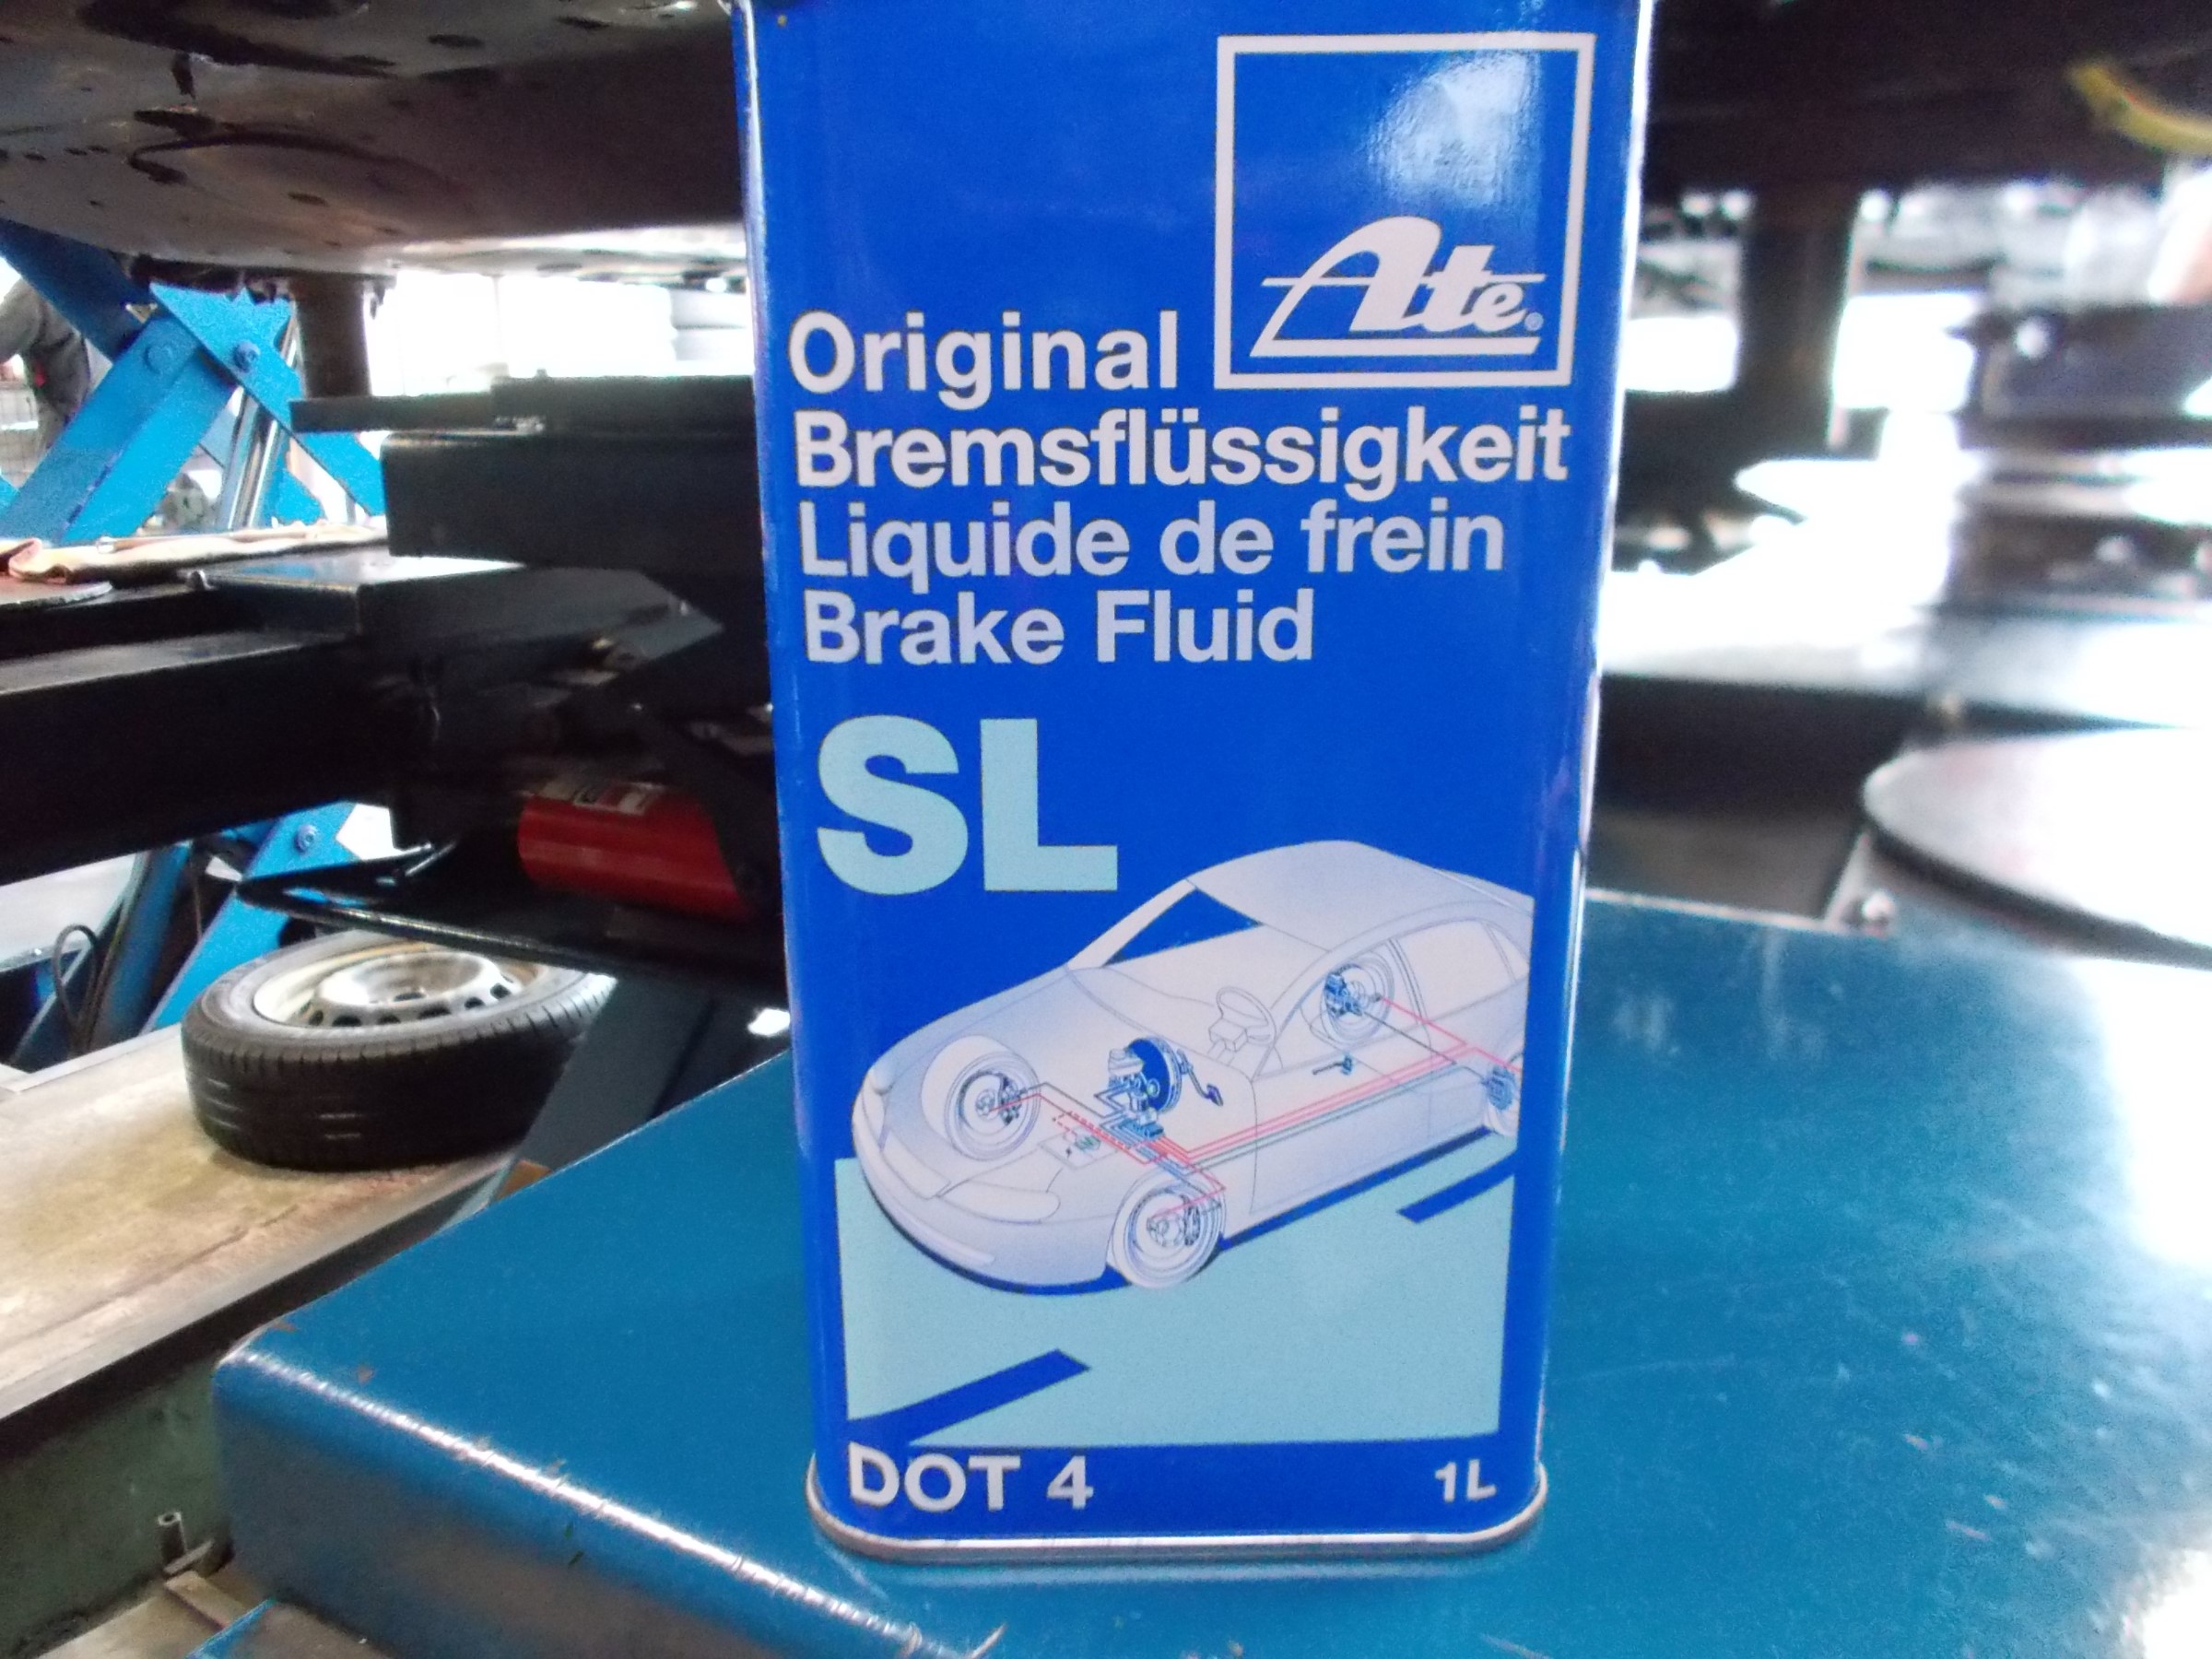 Ate
Original
Bremsflüssigkeit
Liquide de frein
Brake Fluid
SL
DOT 4
1L